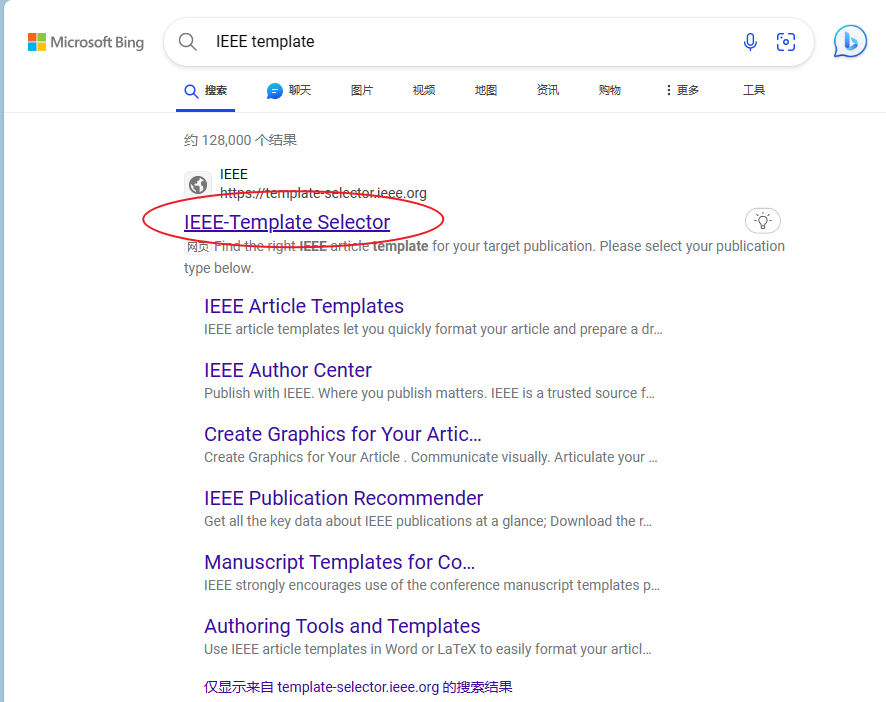 Microsoft Bing
IEEE template
搜索 聊天 图片 视频 地图 资讯 购物 更多 工具
约 128,000 个结果
IEEE
https://template-selector.ieee.org
IEEE-Template Selector
网页 Find the right IEEE article template for your target publication. Please select your publication
type below.
IEEE Article Templates
IEEE article templates let you quickly format your article and prepare a dr…
IEEE Author Center
Publish with IEEE. Where you publish matters. IEEE is a trusted source f…
Create Graphics for Your Artic…
Create Graphics for Your Article . Communicate visually. Articulate your …
IEEE Publication Recommender
Get all the key data about IEEE publications at a glance; Download the r…
Manuscript Templates for Co…
IEEE strongly encourages use of the conference manuscript templates p…
Authoring Tools and Templates
Use IEEE article templates in Word or LaTeX to easily format your articl…
仅显示来自 template-selector.ieee.org 的搜索结果